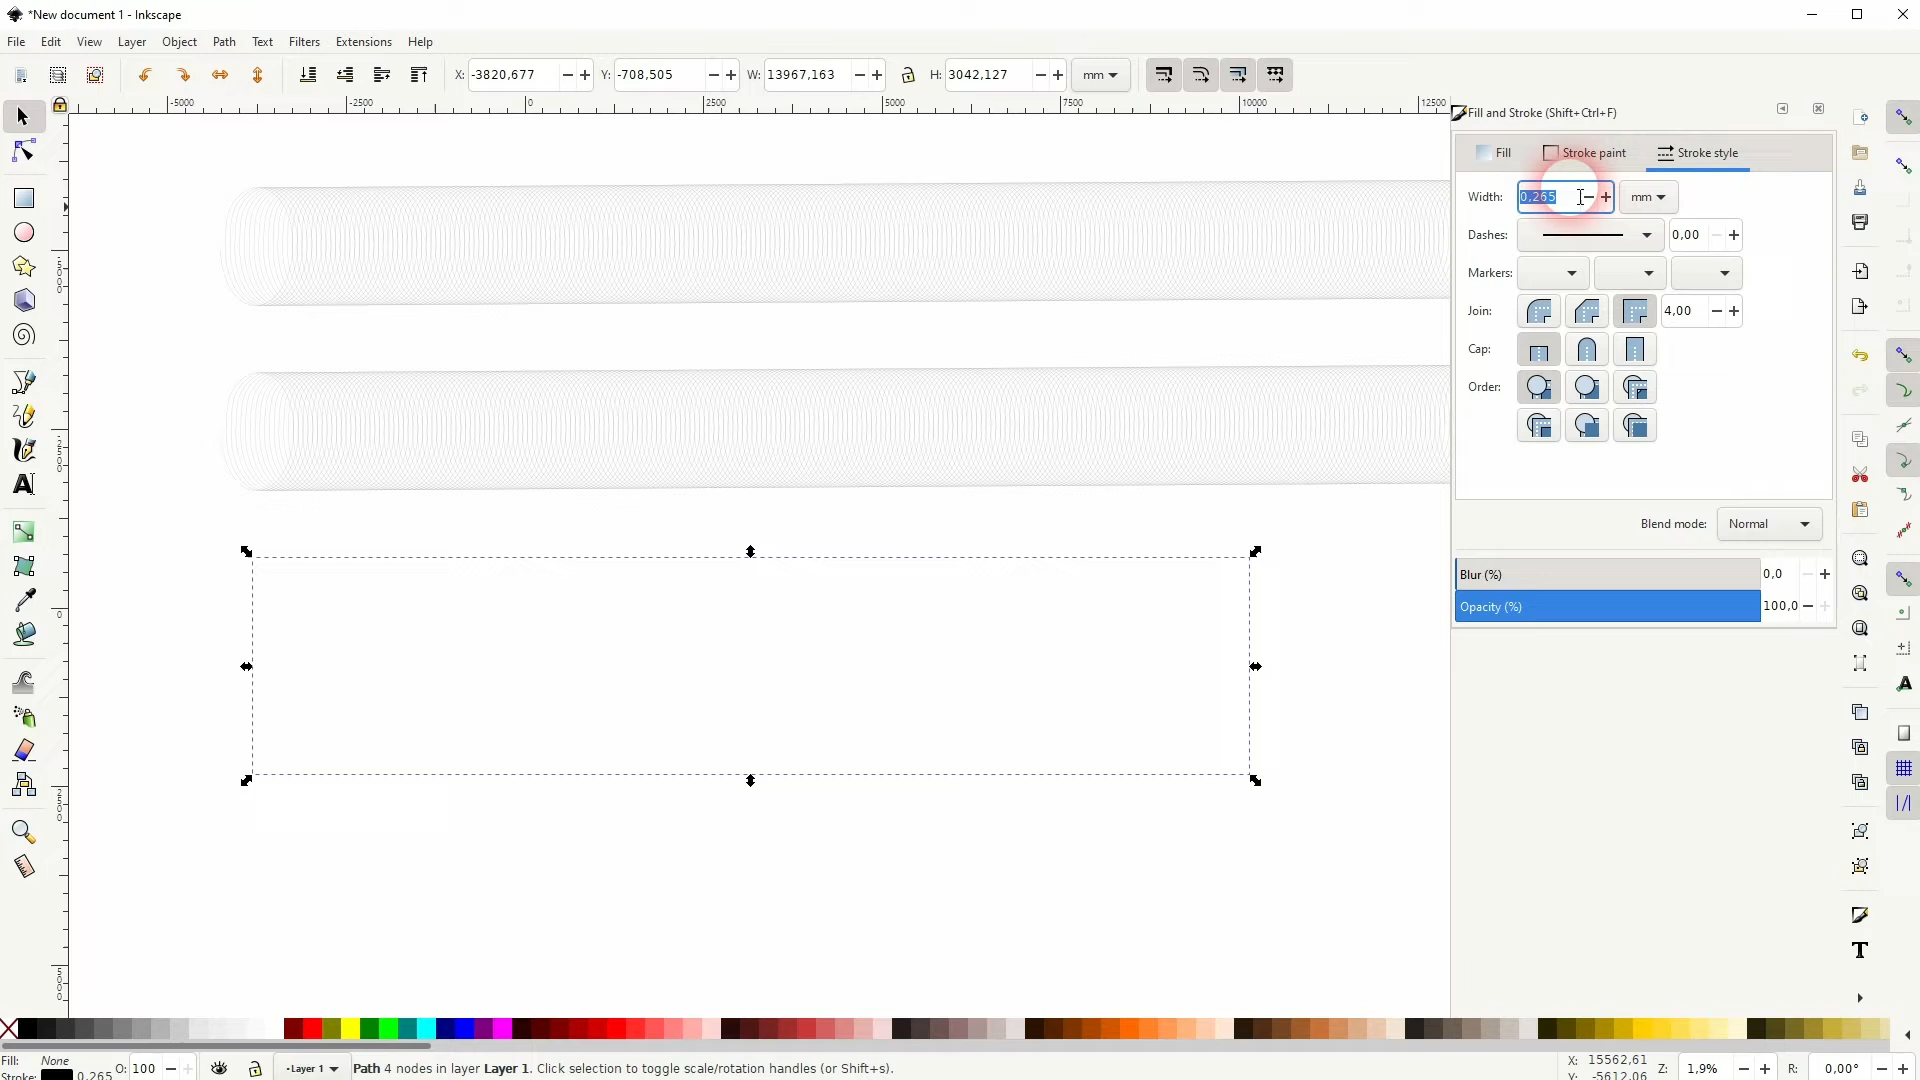 *New document 1 - Inkscape
File Edit View Layer Object Path Text Filters Extensions Help
X: -3820,677 Y: -708,505 W: 13967,163 H: 3042,127 mm
-5000 -2500 0 2500 5000 7500 10000 12500
Fill and Stroke (Shift+Ctrl+F)
Fill Stroke paint Stroke style
Width: 0,265 mm
Dashes: 0,00
Markers:
Join: 4,00
Cap:
Order:
Blend mode: Normal
Blur (%) 0,0
Opacity (%) 100,0
Fill: None
Stroke: 0,265
O: 100
-Layer 1
Path 4 nodes in layer Layer 1. Click selection to toggle scale/rotation handles (or Shift+s).
X: 15562,61
Y: -5612,06
Z: 1,9%
R: 0,00°